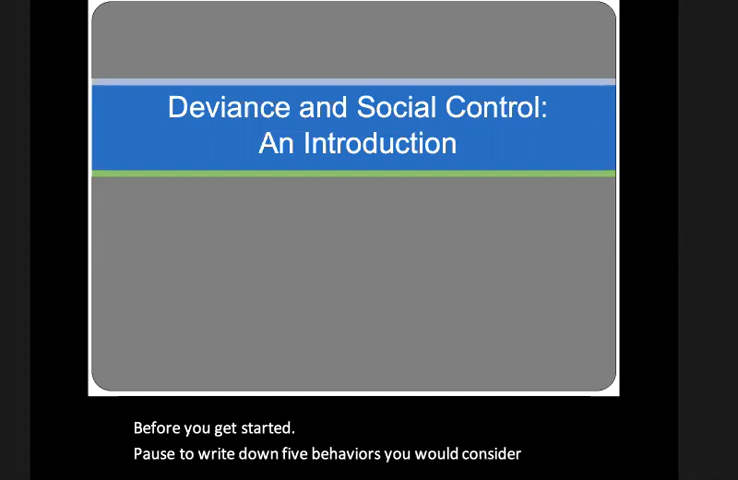 Deviance and Social Control:
An Introduction
Before you get started.
Pause to write down five behaviors you would consider